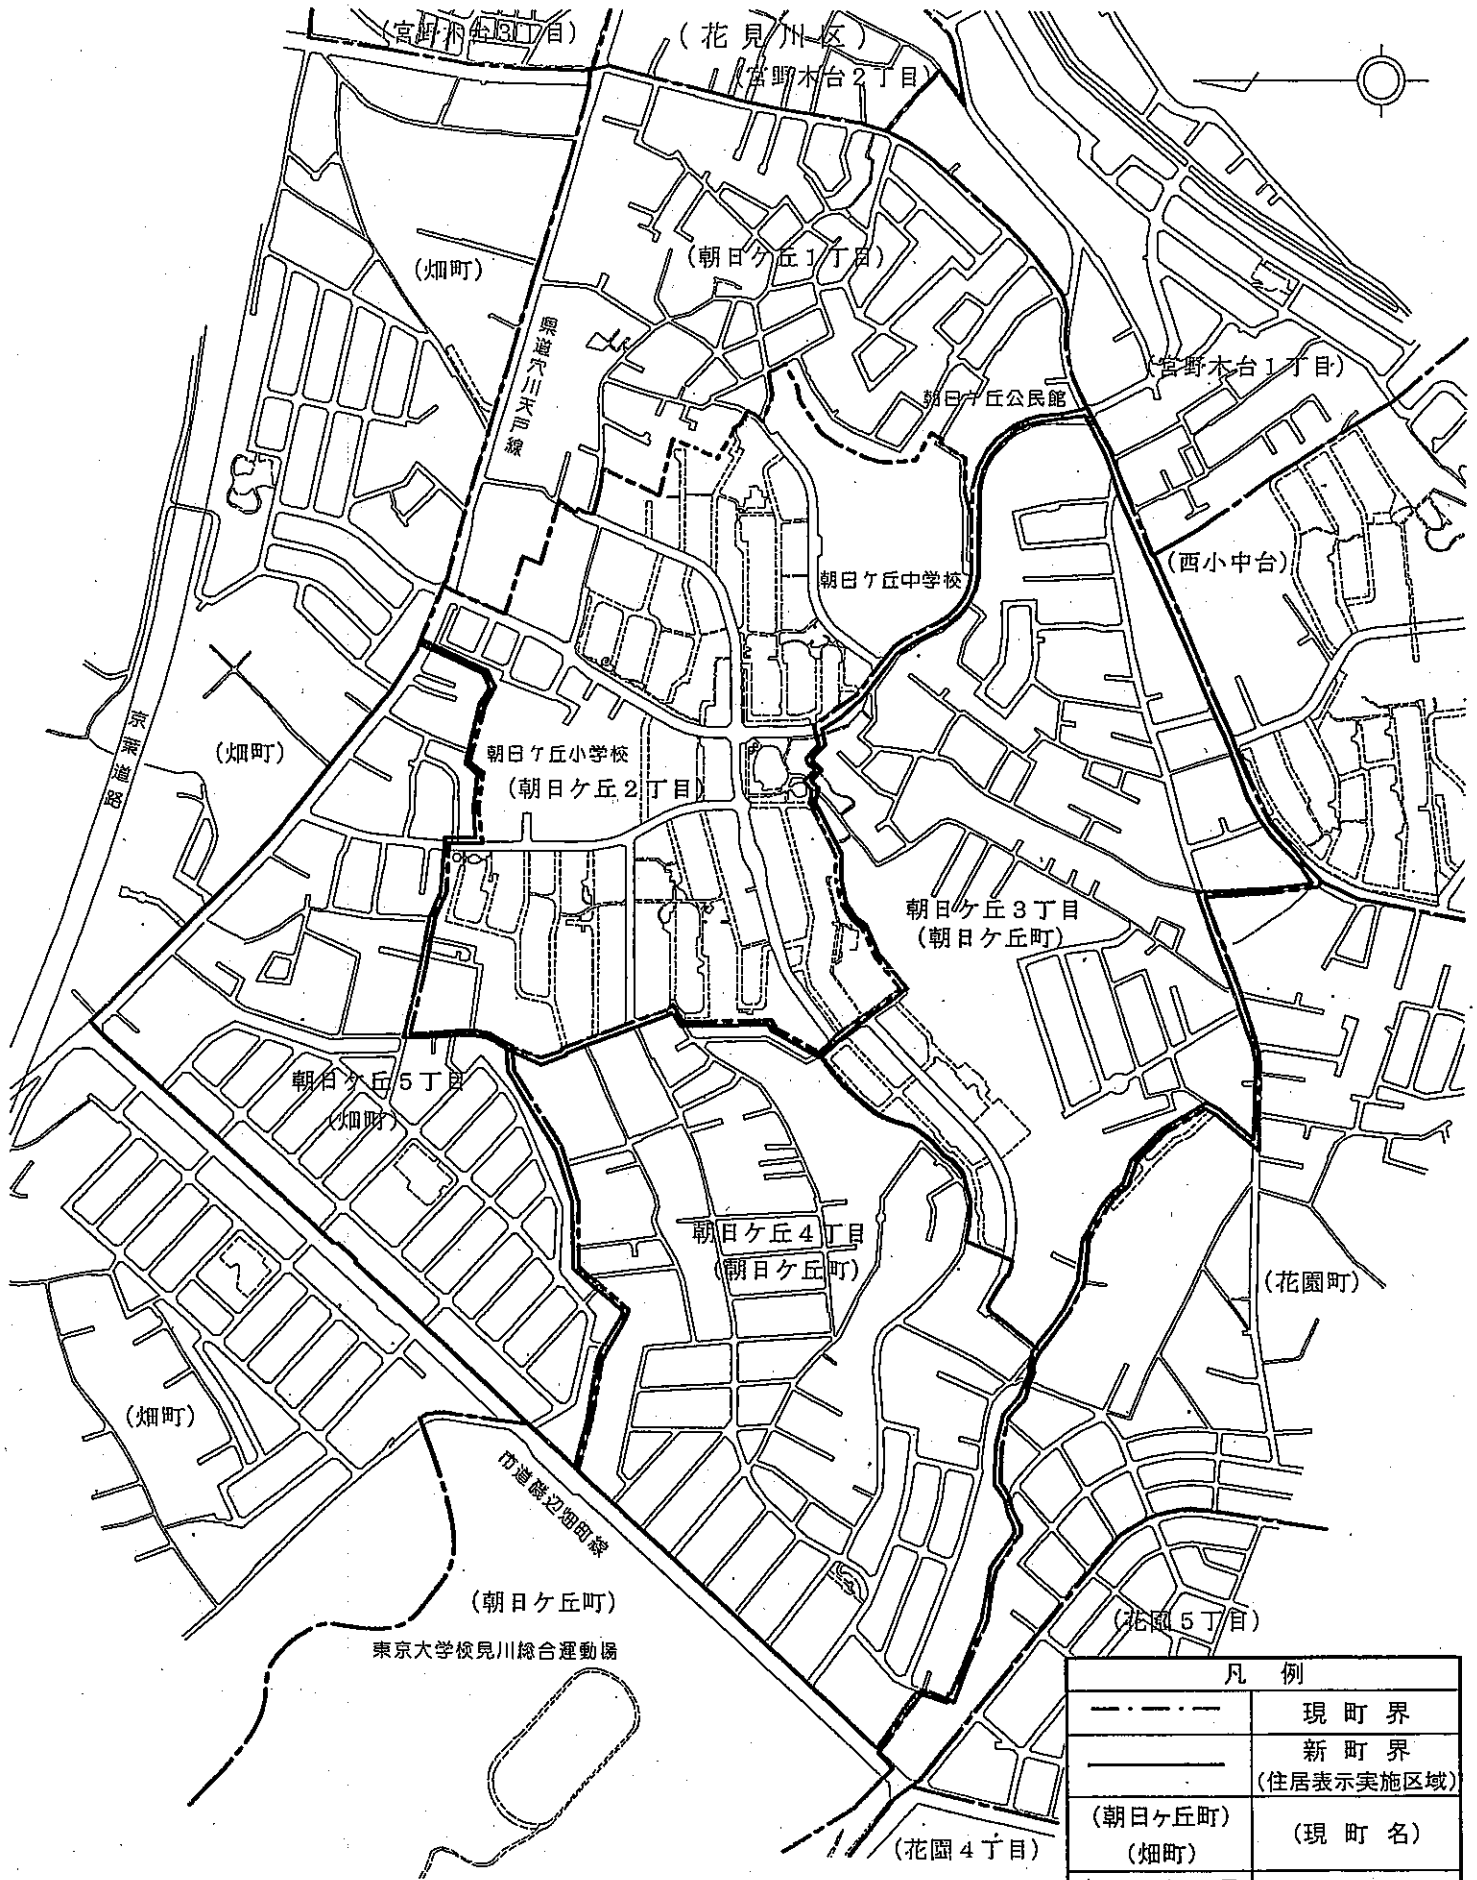 (宮野木台3丁目)
(花見川区)
(宮野木台2丁目)
(畑町)
(朝日ケ丘1丁目)
県道穴川天戸線
(宮野木台1丁目)
朝日ケ丘公民館
(西小中台)
朝日ケ丘中学校
京葉道路
(畑町)
朝日ケ丘小学校
(朝日ケ丘2丁目)
朝日ケ丘3丁目
(朝日ケ丘町)
朝日ケ丘5丁目
(畑町)
朝日ケ丘4丁目
(朝日ケ丘町)
(花園町)
(畑町)
市道磯辺畑町線
(朝日ケ丘町)
東京大学検見川総合運動場
(花園5丁目)
(花園4丁目)
凡例
現町界
新町界
(住居表示実施区域)
(朝日ヶ丘町)
(畑町)
(現町名)